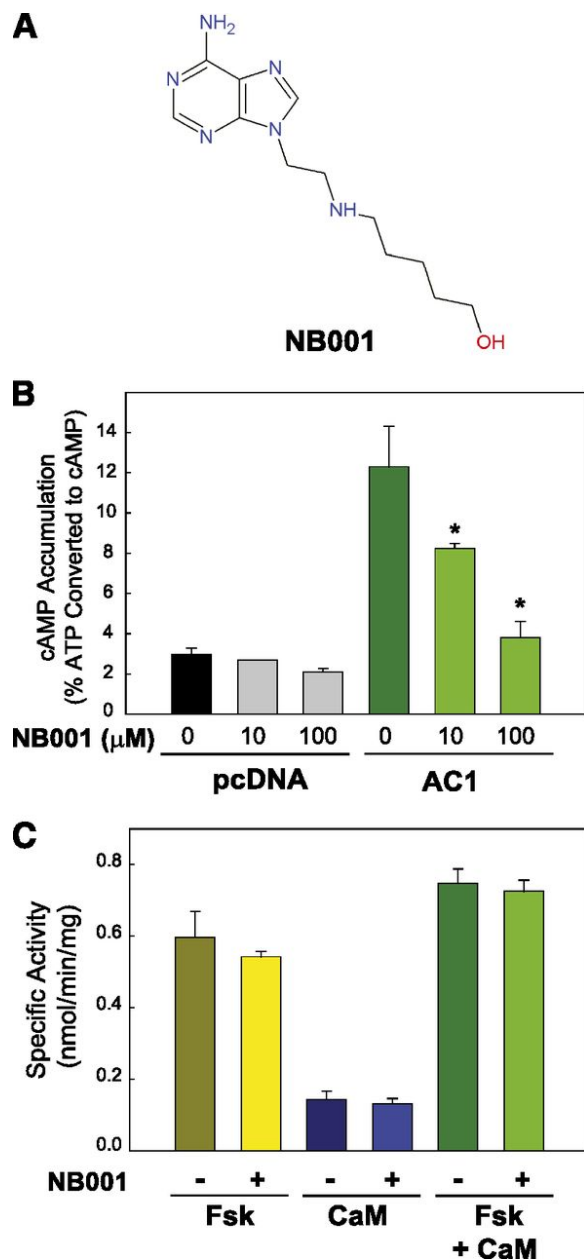 A
NH₂
N
N
N
N
NH
OH
NB001
B
cAMP Accumulation
(% ATP Converted to cAMP)
14
12
10
8
6
4
2
0
*
*
NB001 (μM) 0 10 100 0 10 100
pcDNA AC1
C
Specific Activity
(nmol/min/mg)
0.8
0.6
0.4
0.2
0.0
NB001 - + - + - +
Fsk CaM Fsk
+ CaM